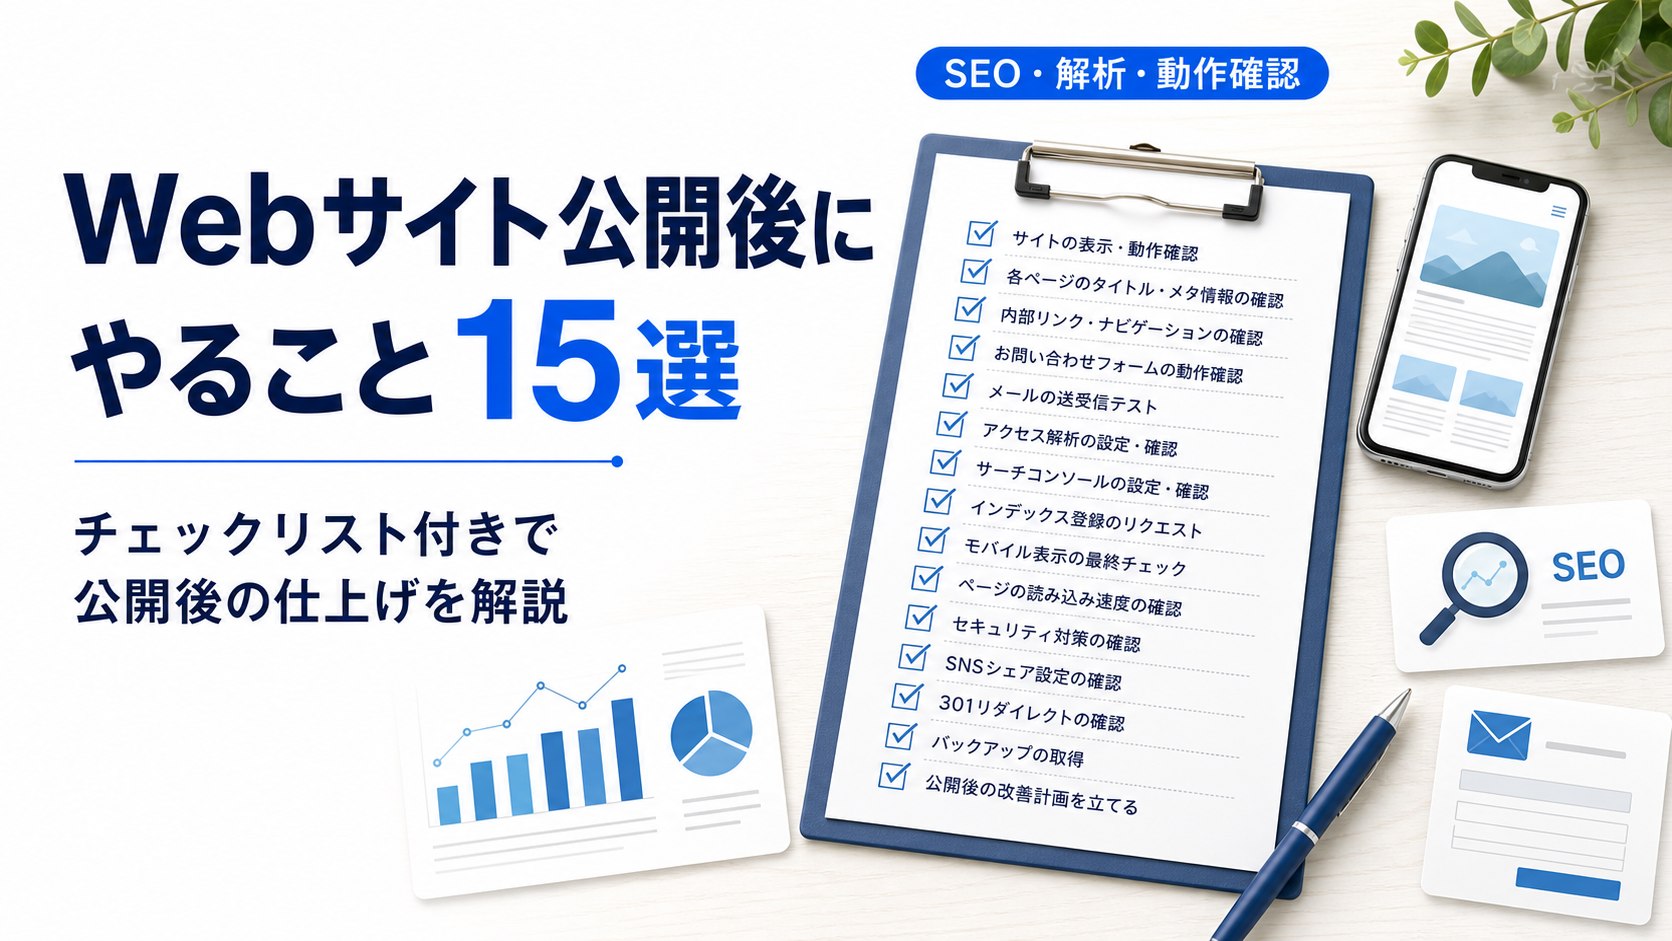 SEO・解析・動作確認
Webサイト公開後に
やること15選
チェックリスト付きで
公開後の仕上げを解説
サイトの表示・動作確認
各ページのタイトル・メタ情報の確認
内部リンク・ナビゲーションの確認
お問い合わせフォームの動作確認
メールの送受信テスト
アクセス解析の設定・確認
サーチコンソールの設定・確認
インデックス登録のリクエスト
モバイル表示の最終チェック
ページの読み込み速度の確認
セキュリティ対策の確認
SNSシェア設定の確認
301リダイレクトの確認
バックアップの取得
公開後の改善計画を立てる
SEO